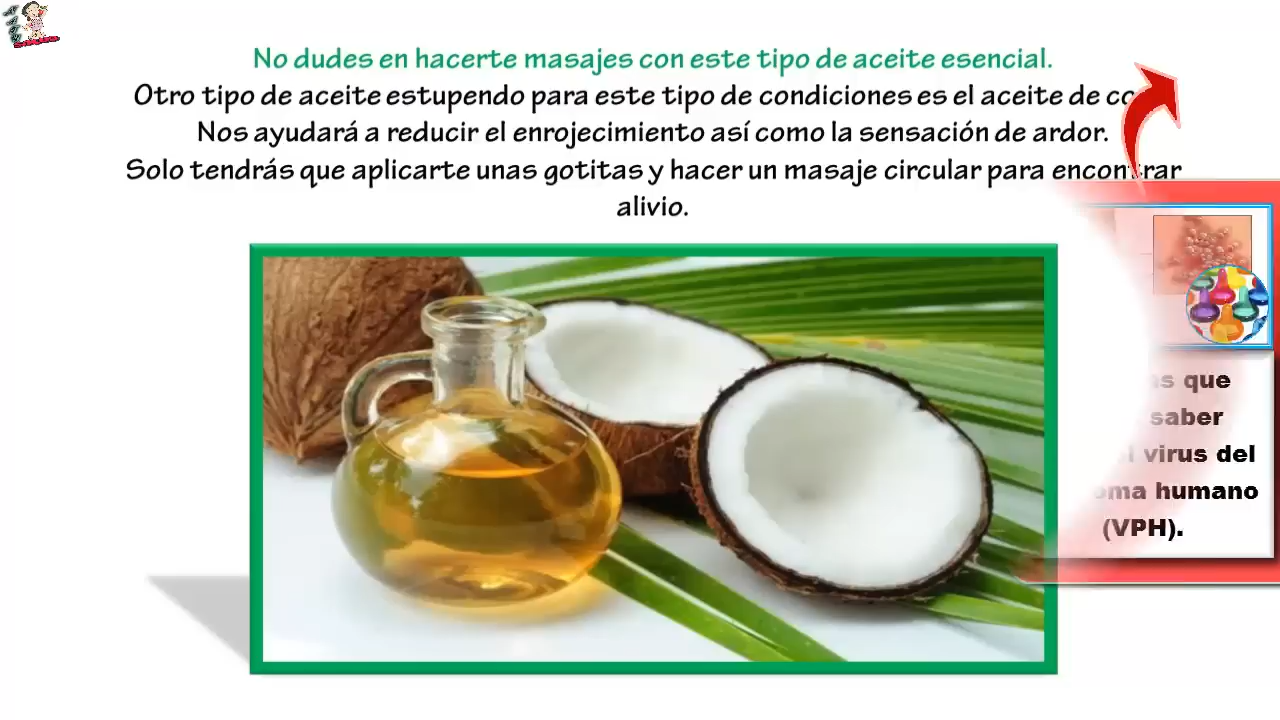 No dudes en hacerte masajes con este tipo de aceite esencial.
Otro tipo de aceite estupendo para este tipo de condiciones es el aceite de
Nos ayudará a reducir el enrojecimiento así como la sensación de ardor.
Solo tendrás que aplicarte unas gotitas y hacer un masaje circular para encontrar
alivio.
que
saber
virus del
humano
(VPH).